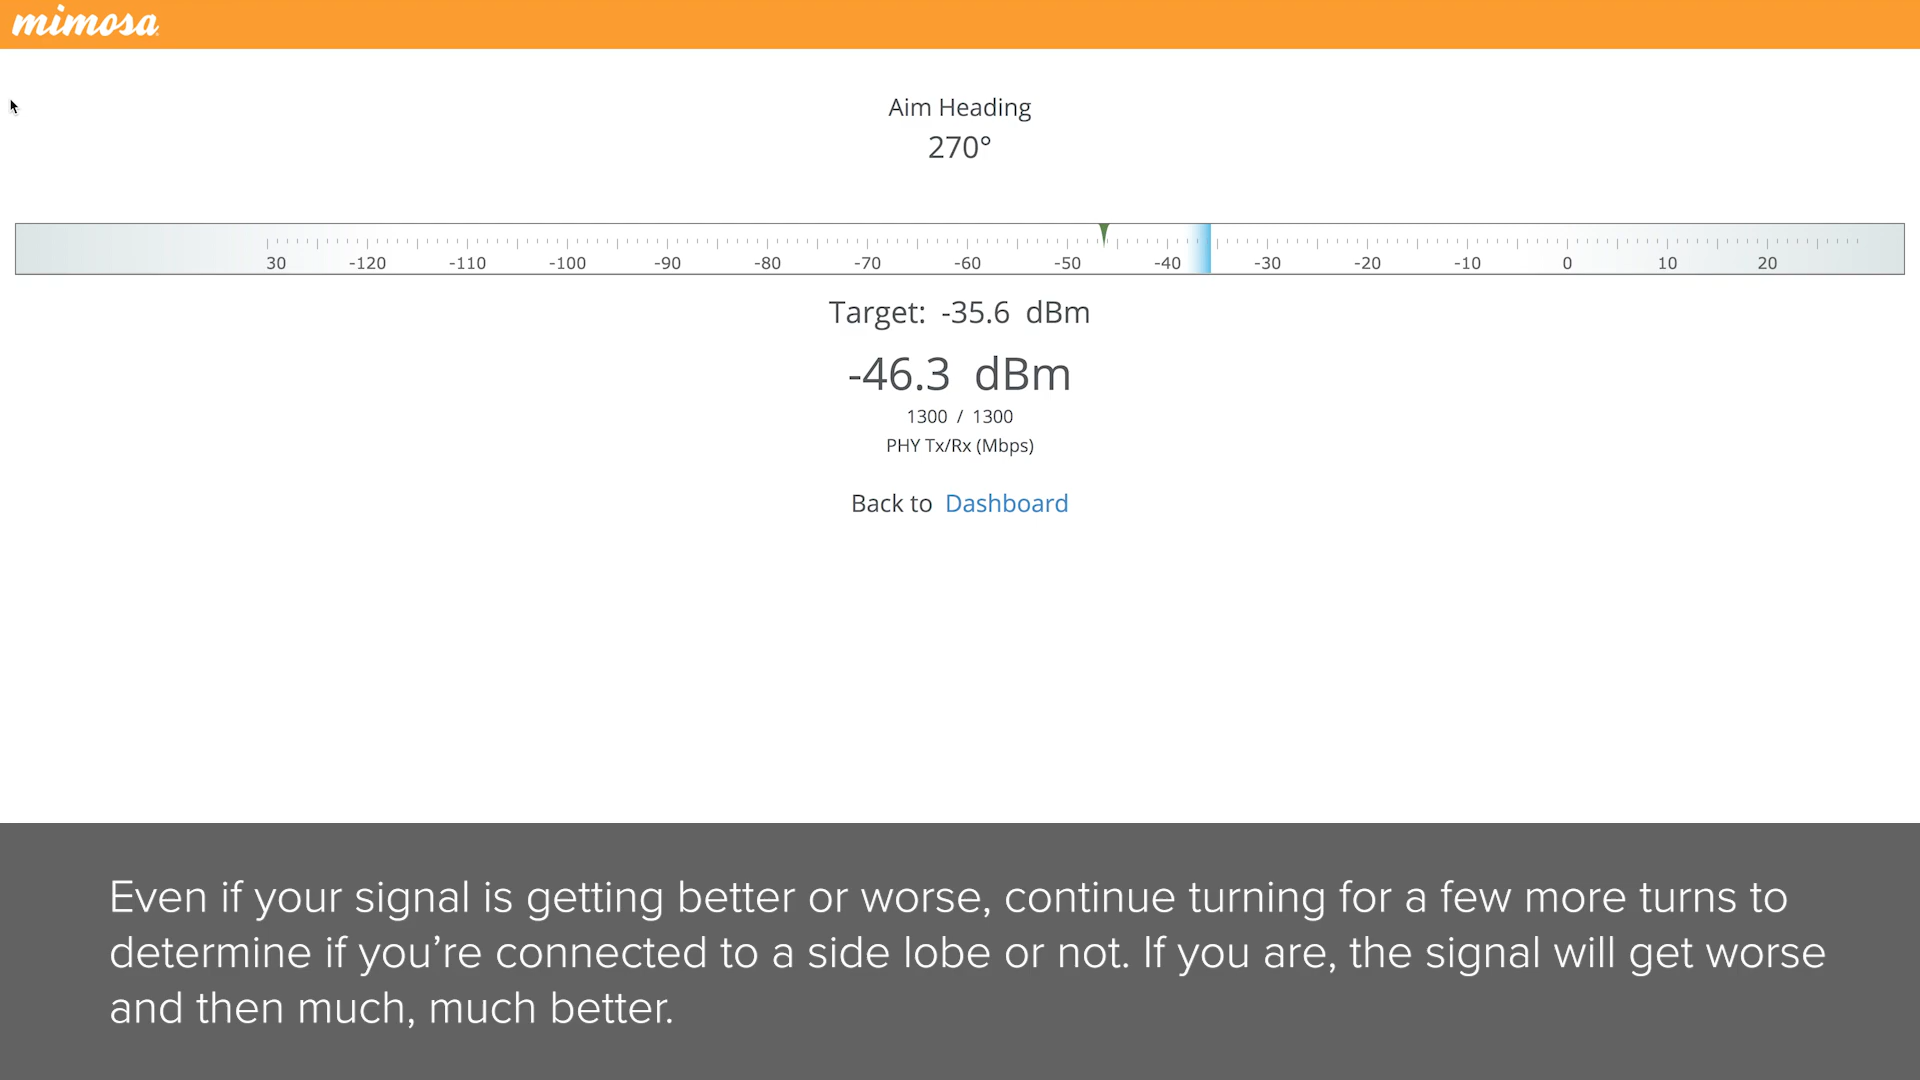 mimosa
Aim Heading
270°
30 -120 -110 -100 -90 -80 -70 -60 -50 -40 -30 -20 -10 0 10 20
Target: -35.6 dBm
-46.3 dBm
1300 / 1300
PHY Tx/Rx (Mbps)
Back to Dashboard
Even if your signal is getting better or worse, continue turning for a few more turns to
determine if you’re connected to a side lobe or not. If you are, the signal will get worse
and then much, much better.